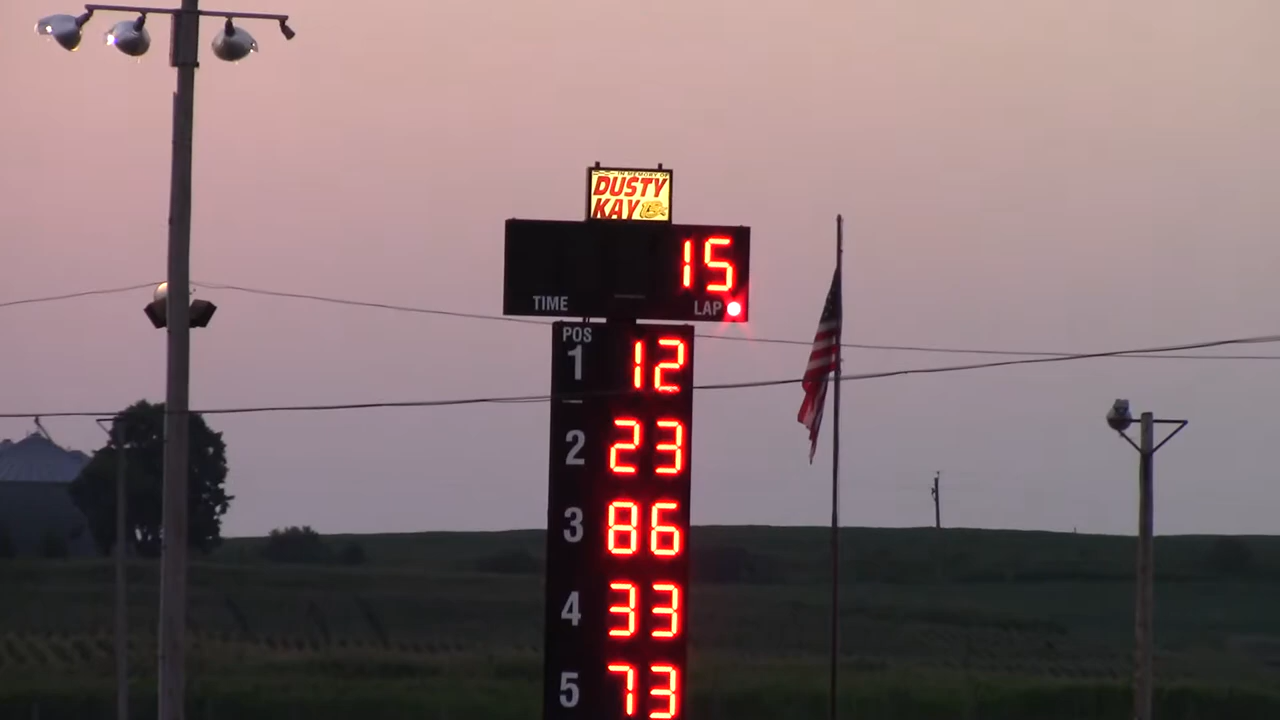 IN MEMORY OF
DUSTY
KAY
15
TIME LAP
POS
1 12
2 23
3 86
4 33
5 73